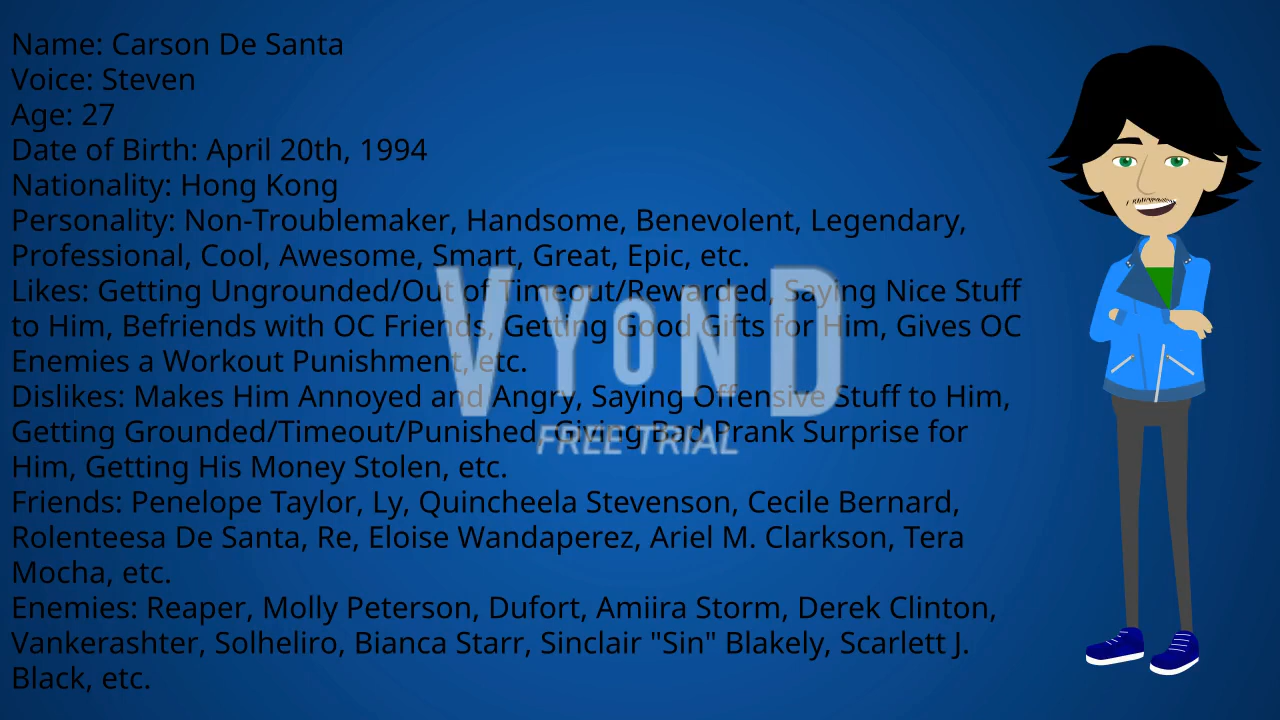 Name: Carson De Santa
Voice: Steven
Age: 27
Date of Birth: April 20th, 1994
Nationality: Hong Kong
Personality: Non-Troublemaker, Handsome, Benevolent, Legendary,
Professional, Cool, Awesome, Smart, Great, Epic, etc.
Likes: Getting Ungrounded/Out of Timeout/Rewarded, Saying Nice Stuff
to Him, Befriends with OC Friends, Getting Good Gifts for Him, Gives OC
Enemies a Workout Punishment, etc.
Dislikes: Makes Him Annoyed and Angry, Saying Offensive Stuff to Him,
Getting Grounded/Timeout/Punished, Giving Bad Prank Surprise for
Him, Getting His Money Stolen, etc.
Friends: Penelope Taylor, Ly, Quincheela Stevenson, Cecile Bernard,
Rolenteesa De Santa, Re, Eloise Wandaperez, Ariel M. Clarkson, Tera
Mocha, etc.
Enemies: Reaper, Molly Peterson, Dufort, Amiira Storm, Derek Clinton,
Vankerashter, Solheliro, Bianca Starr, Sinclair "Sin" Blakely, Scarlett J.
Black, etc.
VYOND
FREE TRIAL